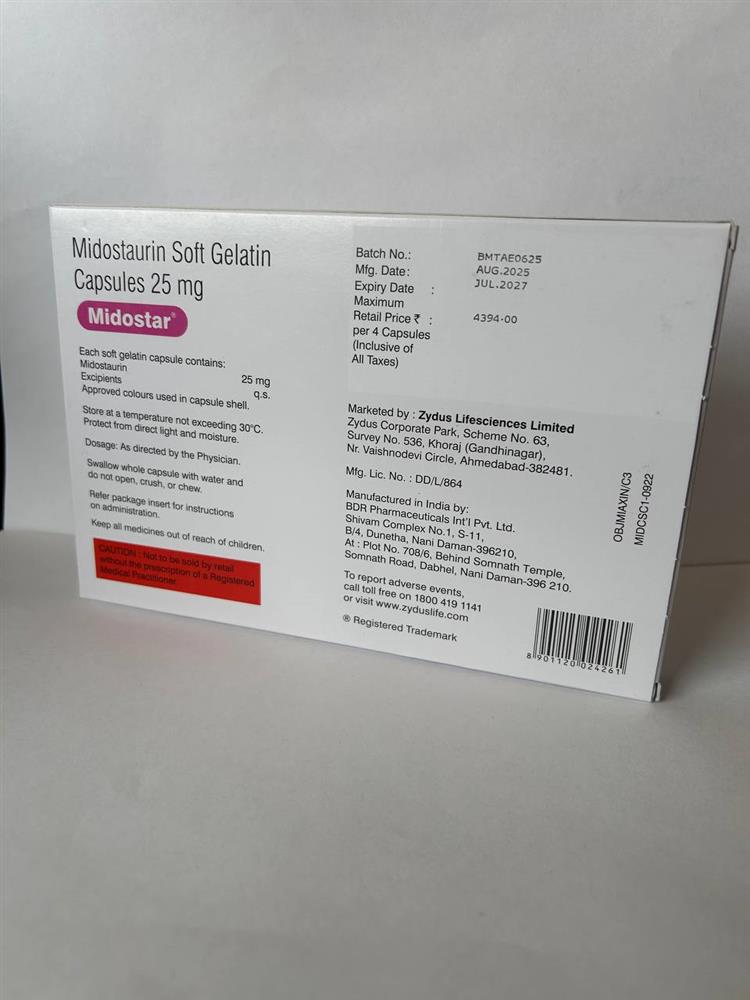 Midostaurin Soft Gelatin
Capsules 25 mg
Midostar®
Each soft gelatin capsule contains:
Midostaurin 25 mg
Excipients q.s.
Approved colours used in capsule shell.
Store at a temperature not exceeding 30°C.
Protect from direct light and moisture.
Dosage: As directed by the Physician.
Swallow whole capsule with water and
do not open, crush, or chew.
Refer package insert for instructions
on administration.
Keep all medicines out of reach of children.
CAUTION : Not to be sold by retail
without the prescription of a Registered
Medical Practitioner.
Batch No.: BMTAE0625
Mfg. Date: AUG.2025
Expiry Date : JUL.2027
Maximum
Retail Price ₹ : 4394.00
per 4 Capsules
(Inclusive of
All Taxes)
Marketed by : Zydus Lifesciences Limited
Zydus Corporate Park, Scheme No. 63,
Survey No. 536, Khoraj (Gandhinagar),
Nr. Vaishnodevi Circle, Ahmedabad-382481.
Mfg. Lic. No. : DD/L/864
Manufactured in India by:
BDR Pharmaceuticals Int'l Pvt. Ltd.
Shivam Complex No.1, S-11,
B/4, Dunetha, Nani Daman-396210,
At : Plot No. 708/6, Behind Somnath Temple,
Somnath Road, Dabhel, Nani Daman-396 210.
To report adverse events,
call toll free on 1800 419 1141
or visit www.zyduslife.com
® Registered Trademark
OBJMIAXIN/C3
MIDCSC1-0922
8 901120 024261